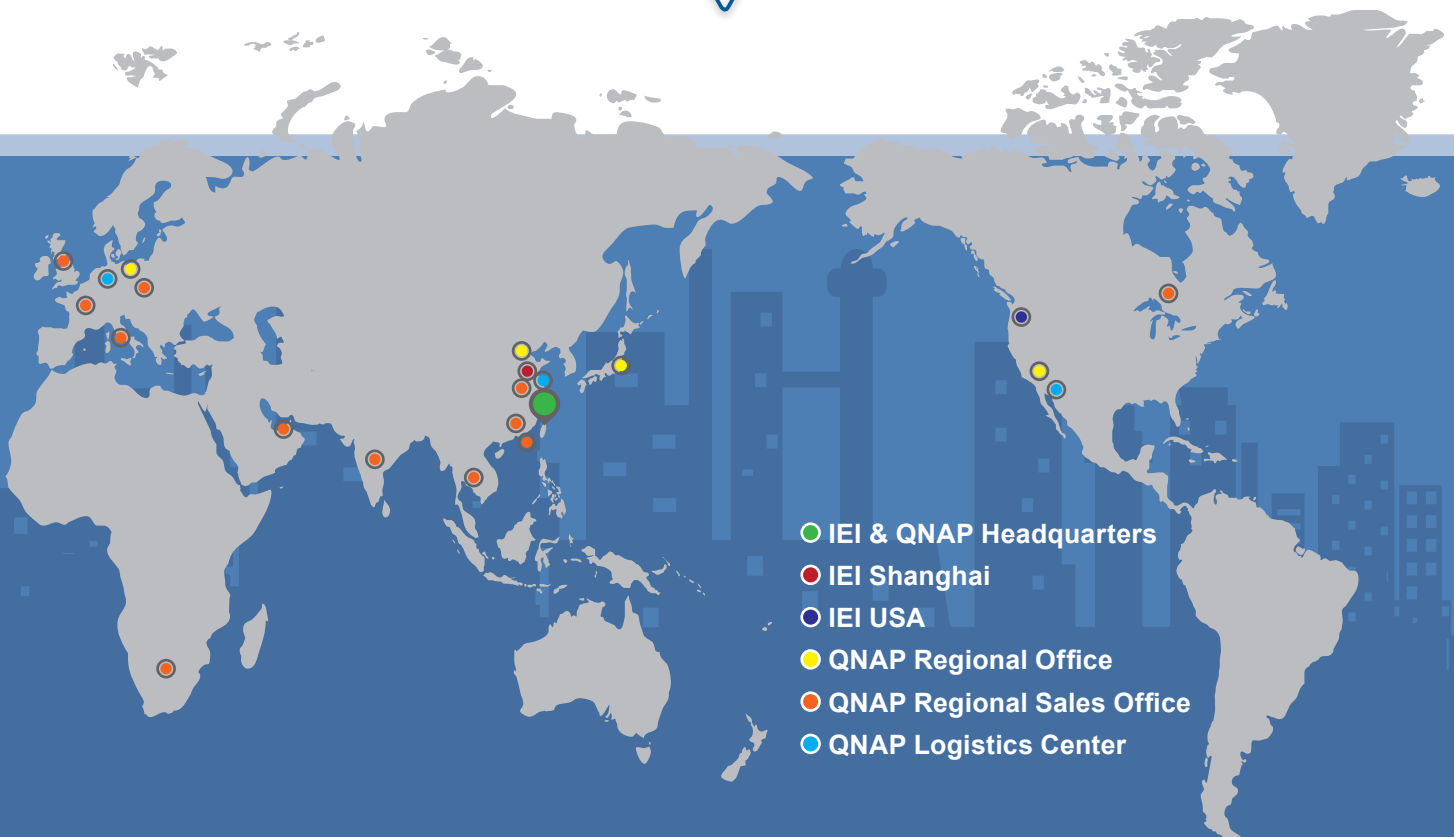 IEI & QNAP Headquarters
IEI Shanghai
IEI USA
QNAP Regional Office
QNAP Regional Sales Office
QNAP Logistics Center